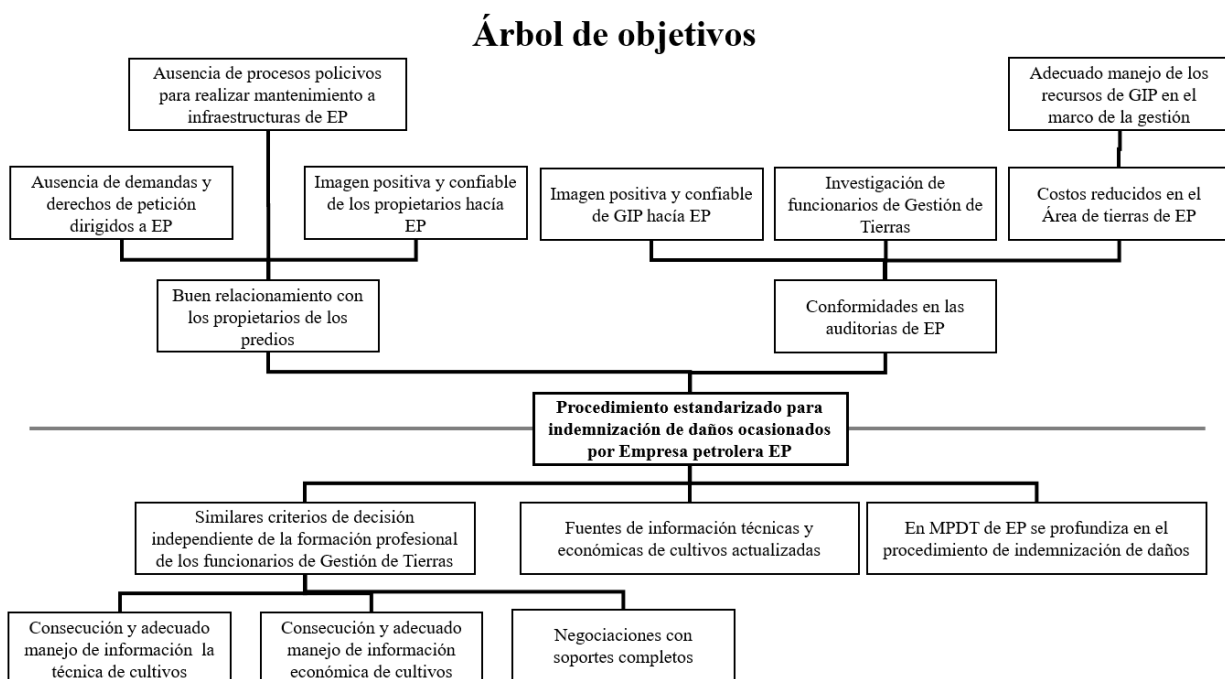 Árbol de objetivos
Ausencia de procesos policivos
para realizar mantenimiento a
infraestructuras de EP
Adecuado manejo de los
recursos de GIP en el
marco de la gestión
Ausencia de demandas y
derechos de petición
dirigidos a EP
Imagen positiva y confiable
de los propietarios hacía
EP
Imagen positiva y confiable
de GIP hacía EP
Investigación de
funcionarios de Gestión de
Tierras
Costos reducidos en el
Área de tierras de EP
Buen relacionamiento con
los propietarios de los
predios
Conformidades en las
auditorias de EP
Procedimiento estandarizado para
indemnización de daños ocasionados
por Empresa petrolera EP
Similares criterios de decisión
independiente de la formación profesional
de los funcionarios de Gestión de Tierras
Fuentes de información técnicas y
económicas de cultivos actualizadas
En MPDT de EP se profundiza en el
procedimiento de indemnización de daños
Consecución y adecuado
manejo de información  la
técnica de cultivos
Consecución y adecuado
manejo de información
económica de cultivos
Negociaciones con
soportes completos